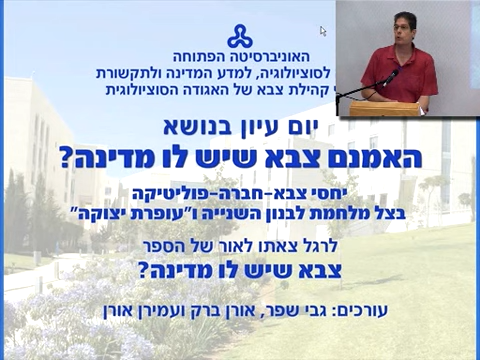 האוניברסיטה הפתוחה
לסוציולוגיה, למדע המדינה ולתקשורת
קהילת צבא של האגודה הסוציולוגית
יום עיון בנושא
האמנם צבא שיש לו מדינה?
יחסי צבא-חברה-פוליטיקה
בצל מלחמת לבנון השנייה ו"עופרת יצוקה"
לרגל צאתו לאור של הספר
צבא שיש לו מדינה?
עורכים: גבי שפר, אורן ברק ועמירן אורן